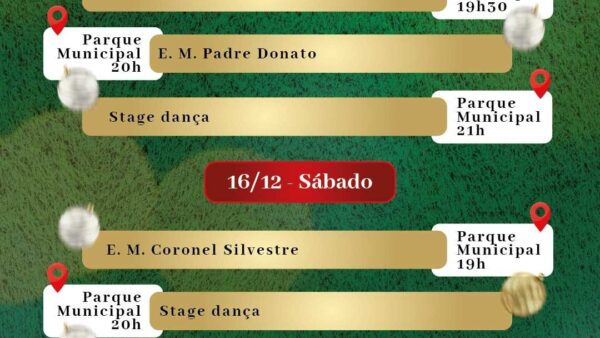 19h30
Parque
Municipal
20h
E. M. Padre Donato
Stage dança
Parque
Municipal
21h
16/12 - Sábado
E. M. Coronel Silvestre
Parque
Municipal
19h
Parque
Municipal
20h
Stage dança